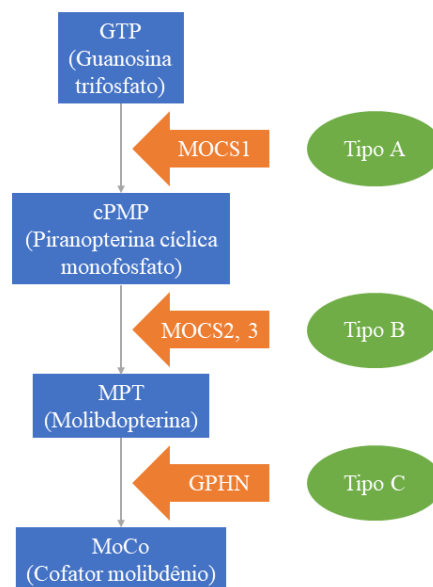 GTP
(Guanosina
trifosfato)
MOCS1
Tipo A
cPMP
(Piranopterina cíclica
monofosfato)
MOCS2, 3
Tipo B
MPT
(Molibdopterina)
GPHN
Tipo C
MoCo
(Cofator molibdênio)